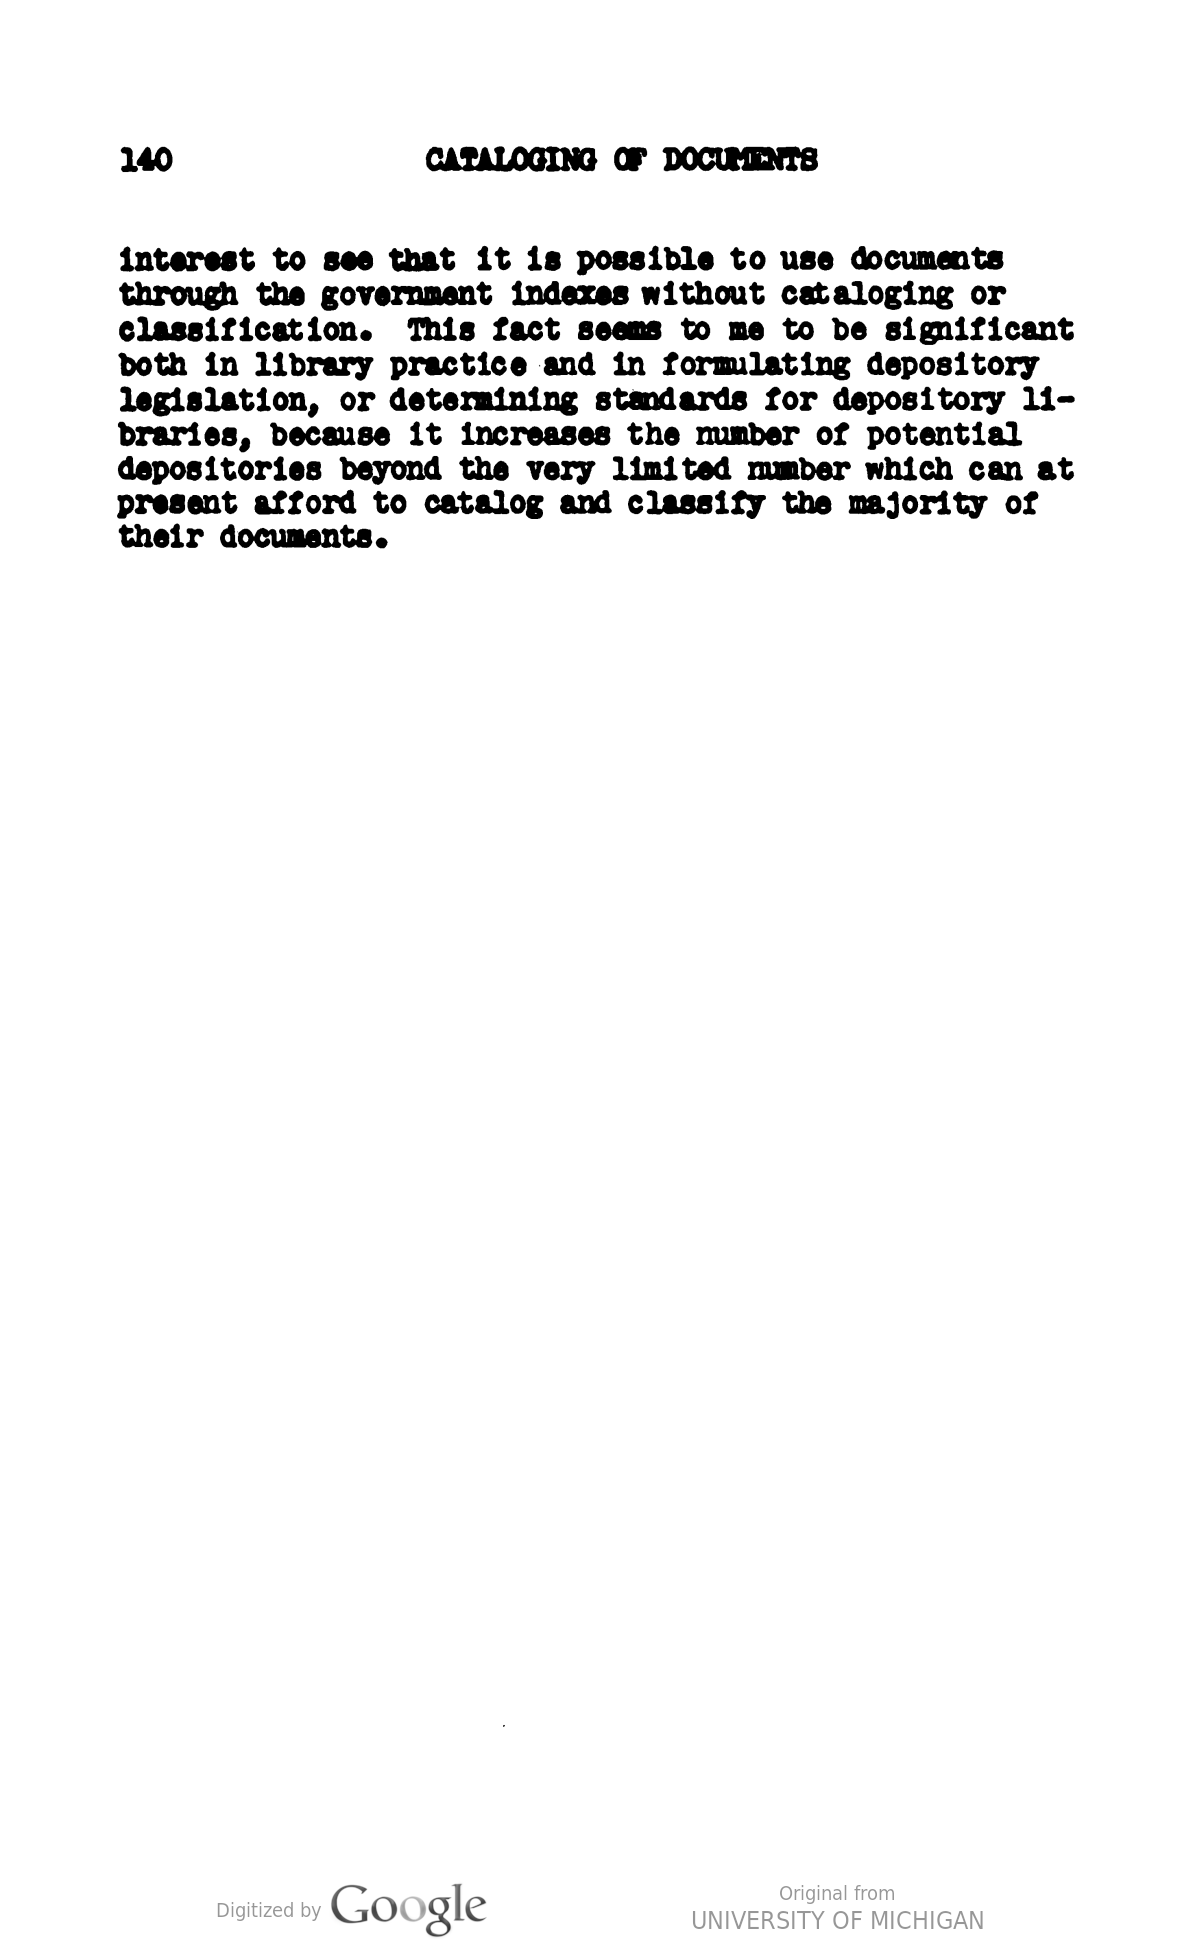 140 CATALOGING OF DOCUMENTS
interest to see that it is possible to use documents
through the government indexes without cataloging or
classification. This fact seems to me to be significant
both in library practice and in formulating depository
legislation, or determining standards for depository li-
braries, because it increases the number of potential
depositories beyond the very limited number which can at
present afford to catalog and classify the majority of
their documents.
Digitized by Google
Original from
UNIVERSITY OF MICHIGAN